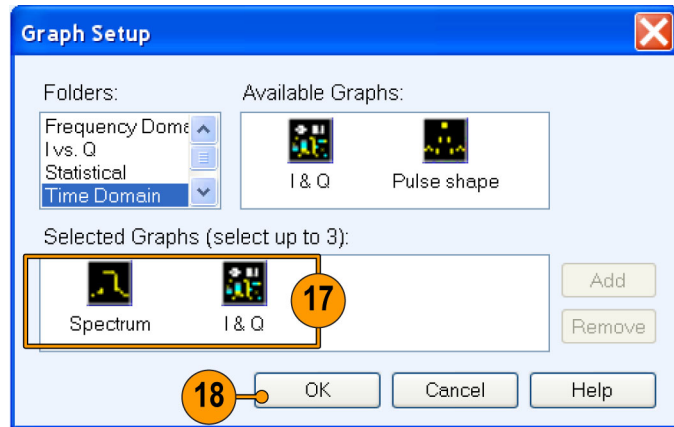 Graph Setup
Folders:
Available Graphs:
Frequency Doma
I vs. Q
Statistical
Time Domain
I & Q
Pulse shape
Selected Graphs (select up to 3):
Spectrum
I & Q
17
Add
Remove
18
OK
Cancel
Help